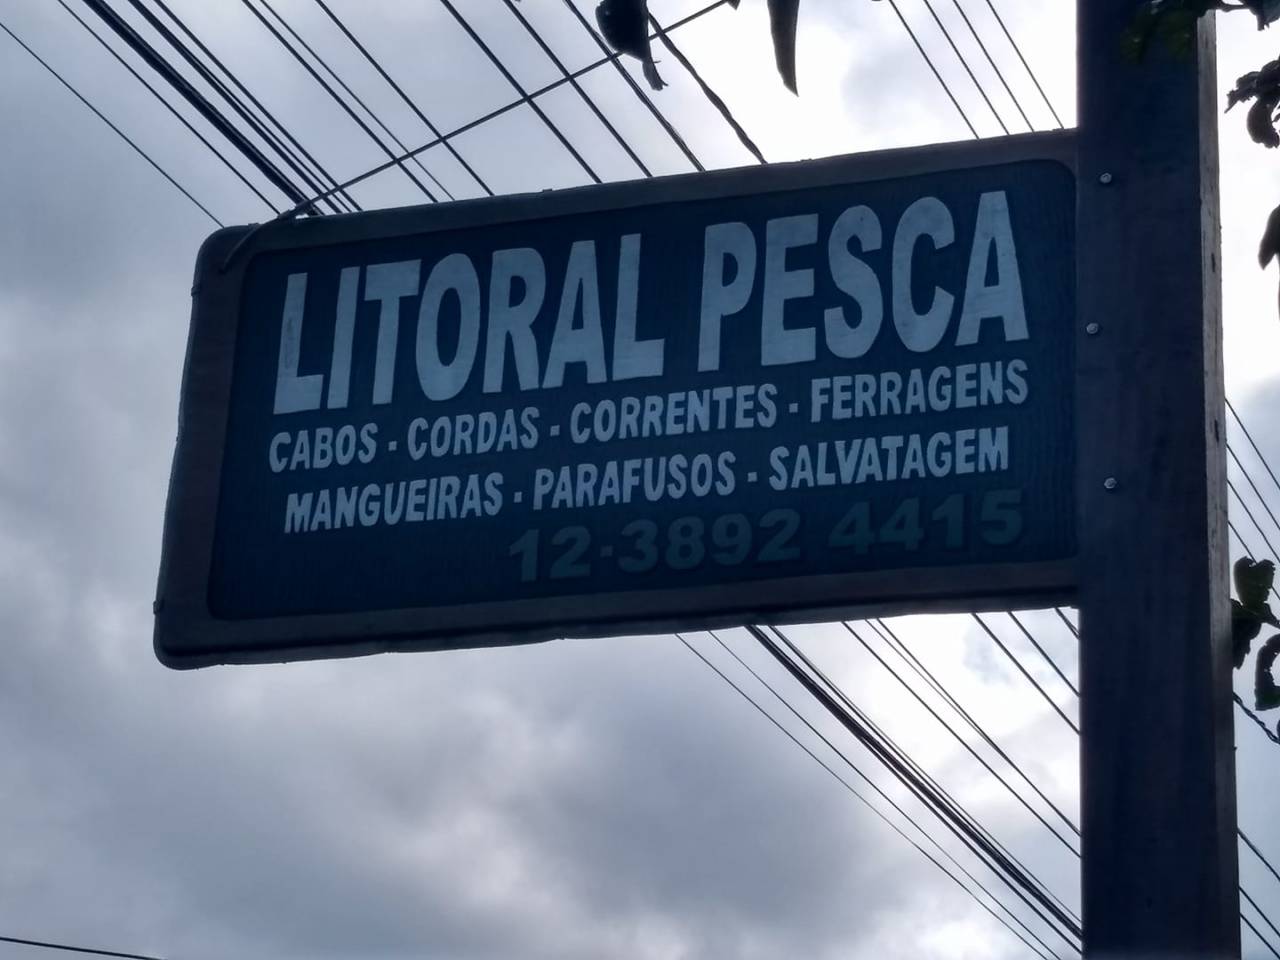 LITORAL PESCA
CABOS - CORDAS - CORRENTES - FERRAGENS
MANGUEIRAS - PARAFUSOS - SALVATAGEM
12-3892 4415